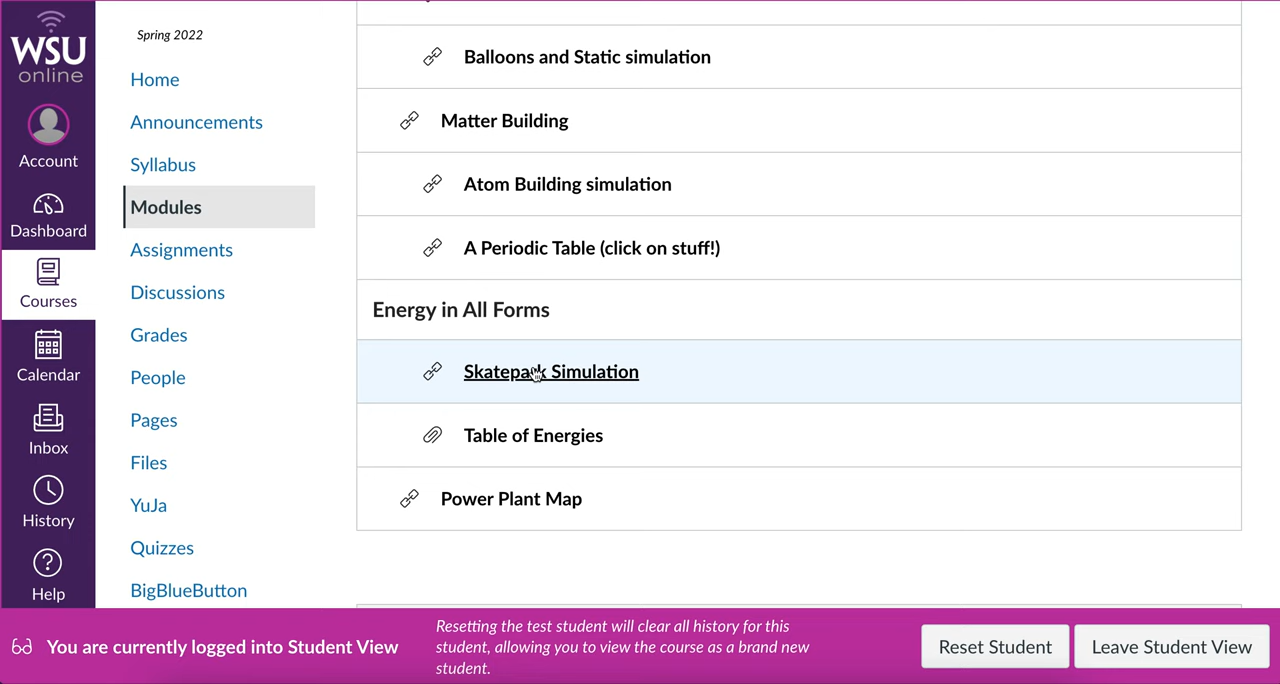 WSU
online
Account
Dashboard
Courses
Calendar
Inbox
History
Help
Spring 2022
Home
Announcements
Syllabus
Modules
Assignments
Discussions
Grades
People
Pages
Files
YuJa
Quizzes
BigBlueButton
Balloons and Static simulation
Matter Building
Atom Building simulation
A Periodic Table (click on stuff!)
Energy in All Forms
Skatepark Simulation
Table of Energies
Power Plant Map
You are currently logged into Student View
Resetting the test student will clear all history for this
student, allowing you to view the course as a brand new
student.
Reset Student
Leave Student View